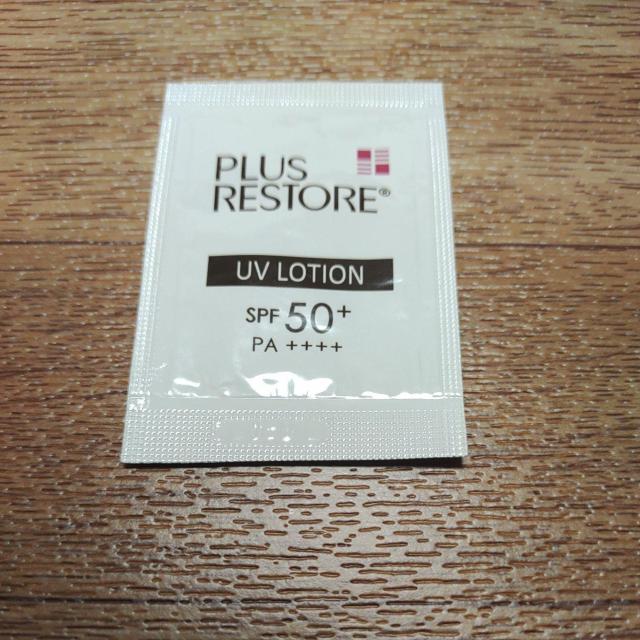 PLUS
RESTORE®
UV LOTION
SPF 50+
PA ++++